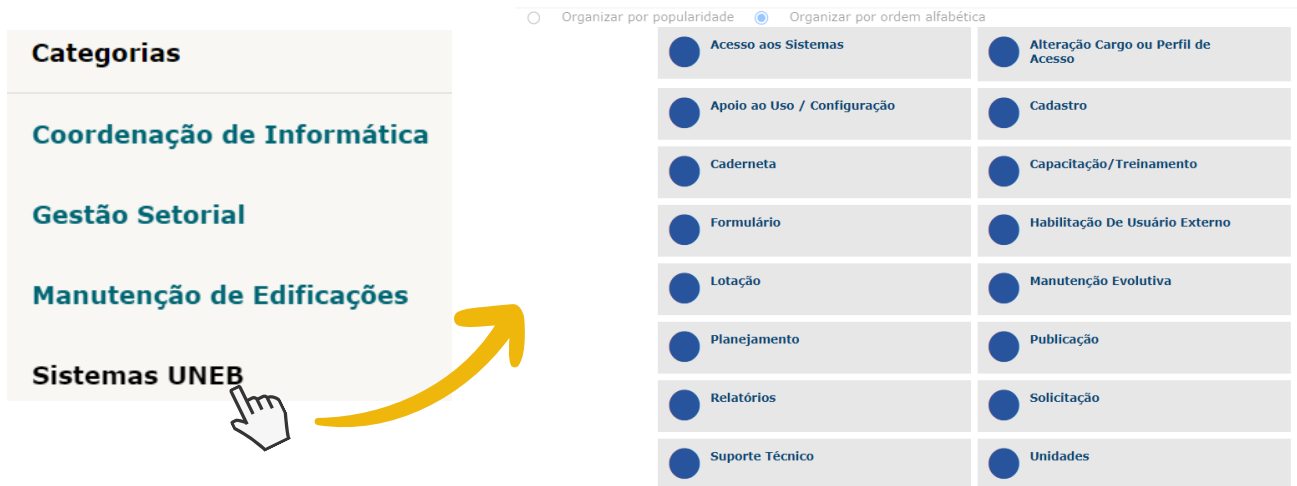 Organizar por popularidade
Organizar por ordem alfabética
Categorias
Coordenação de Informática
Gestão Setorial
Manutenção de Edificações
Sistemas UNEB
Acesso aos Sistemas
Alteração Cargo ou Perfil de
Acesso
Apoio ao Uso / Configuração
Cadastro
Caderneta
Capacitação/Treinamento
Formulário
Habilitação De Usuário Externo
Lotação
Manutenção Evolutiva
Planejamento
Publicação
Relatórios
Solicitação
Suporte Técnico
Unidades